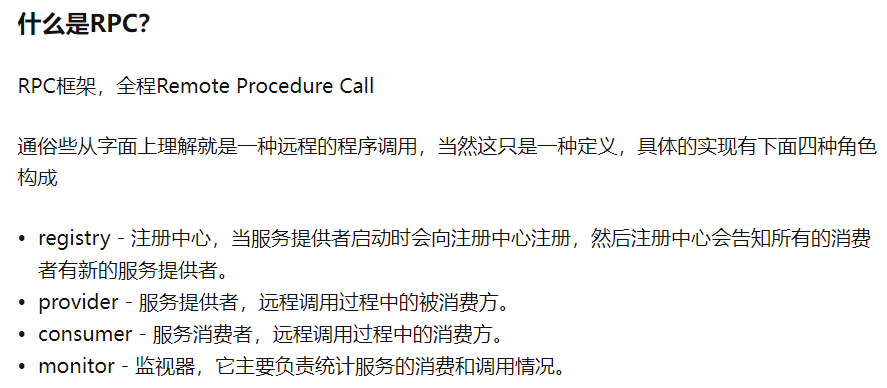 什么是RPC?
RPC框架，全程Remote Procedure Call
通俗些从字面上理解就是一种远程的程序调用，当然这只是一种定义，具体的实现有下面四种角色
构成
• registry - 注册中心，当服务提供者启动时会向注册中心注册，然后注册中心会告知所有的消费
者有新的服务提供者。
• provider - 服务提供者，远程调用过程中的被消费方。
• consumer - 服务消费者，远程调用过程中的消费方。
• monitor - 监视器，它主要负责统计服务的消费和调用情况。